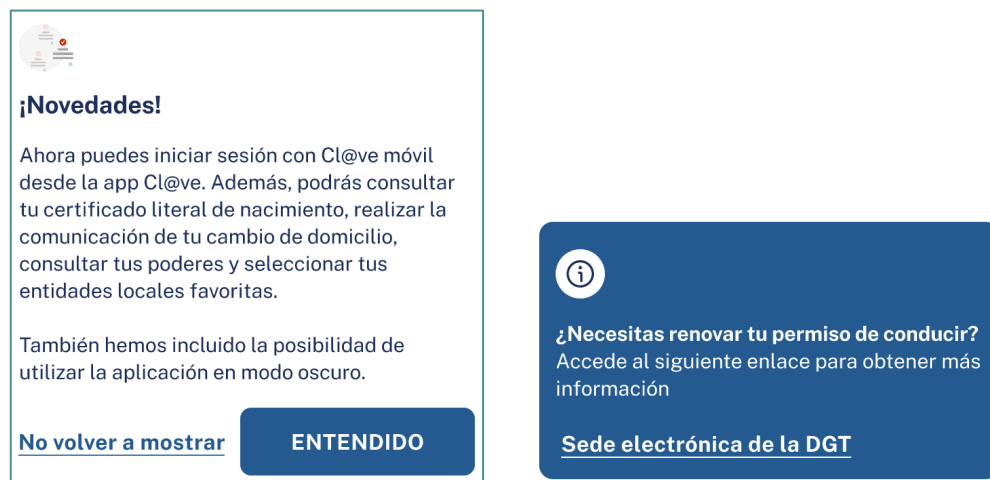 ¡Novedades!
Ahora puedes iniciar sesión con Cl@ve móvil
desde la app Cl@ve. Además, podrás consultar
tu certificado literal de nacimiento, realizar la
comunicación de tu cambio de domicilio,
consultar tus poderes y seleccionar tus
entidades locales favoritas.
También hemos incluido la posibilidad de
utilizar la aplicación en modo oscuro.
No volver a mostrar
ENTENDIDO
¿Necesitas renovar tu permiso de conducir?
Accede al siguiente enlace para obtener más
información
Sede electrónica de la DGT